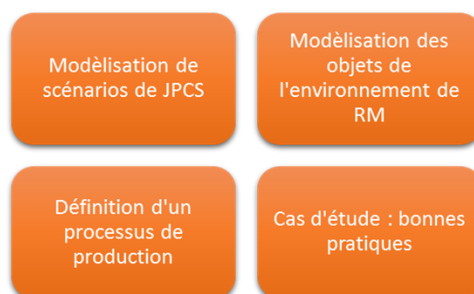 Modèlisation de
scénarios de JPCS
Modèlisation des
objets de
l'environnement de
RM
Définition d'un
processus de
production
Cas d'étude : bonnes
pratiques